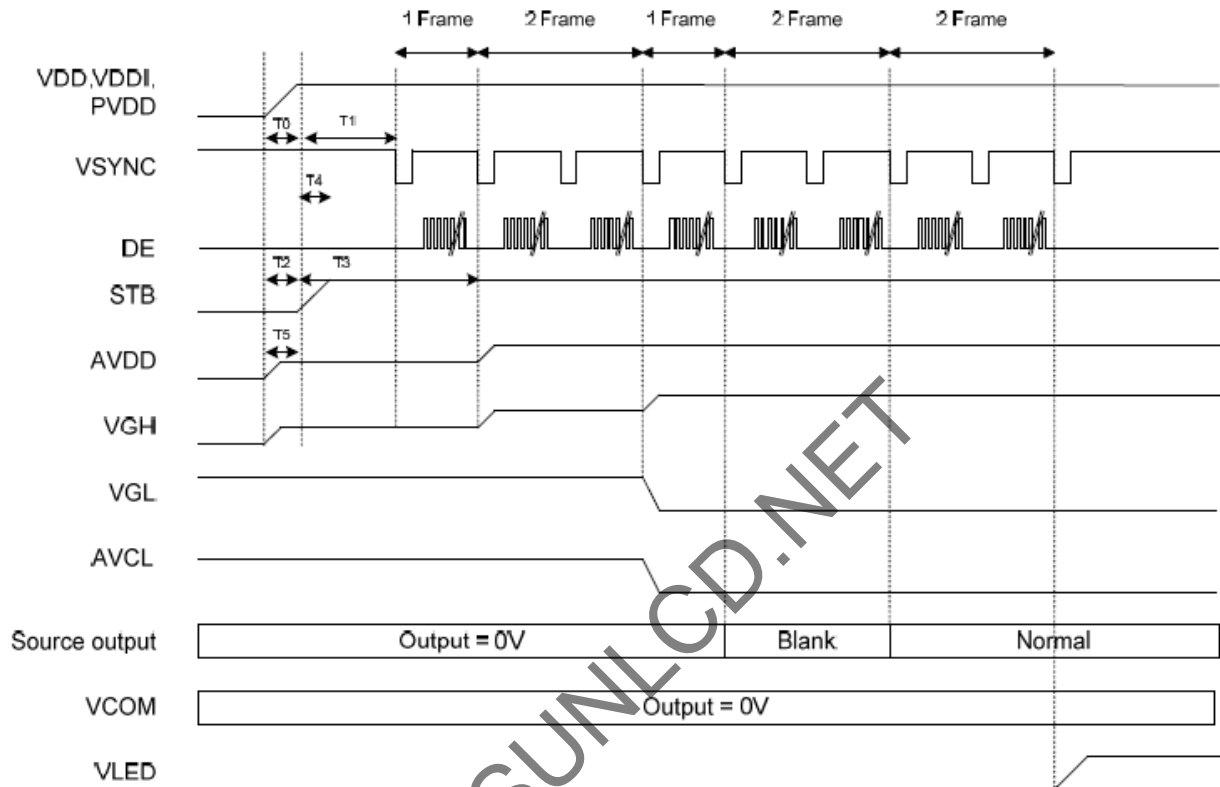 1 Frame 2 Frame 1 Frame 2 Frame 2 Frame
VDD,VDDI,
PVDD
T0 T1
VSYNC
T4
DE
T2 T3
STB
T5
AVDD
VGH
VGL
AVCL
Source output Output = 0V Blank Normal
VCOM Output = 0V
VLED
SUNLCD.NET